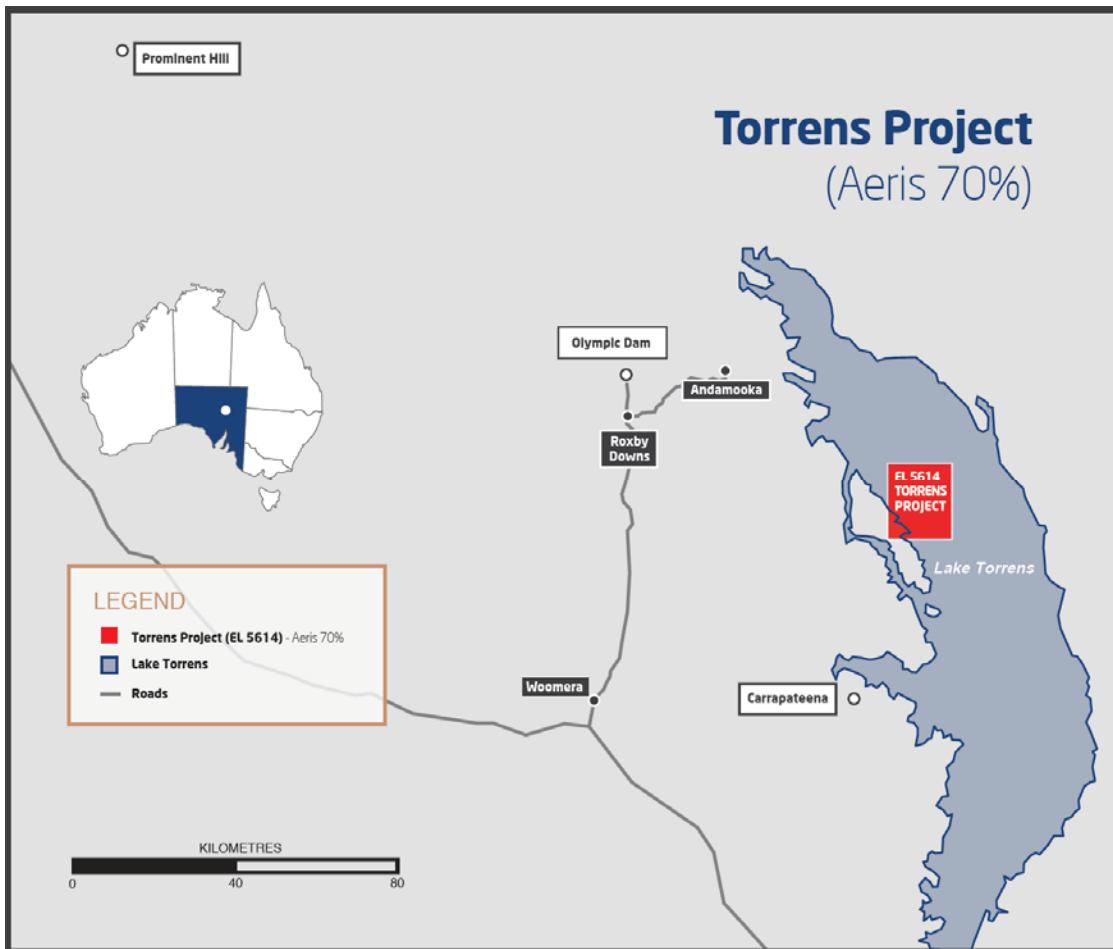 Prominent Hill
Torrens Project
(Aeris 70%)
Olympic Dam
Andamooka
Roxby
Downs
EL 5614
TORRENS
PROJECT
Lake Torrens
LEGEND
Torrens Project (EL 5614) - Aeris 70%
Lake Torrens
Roads
Woomera
Carrapateena
KILOMETRES
0 40 80